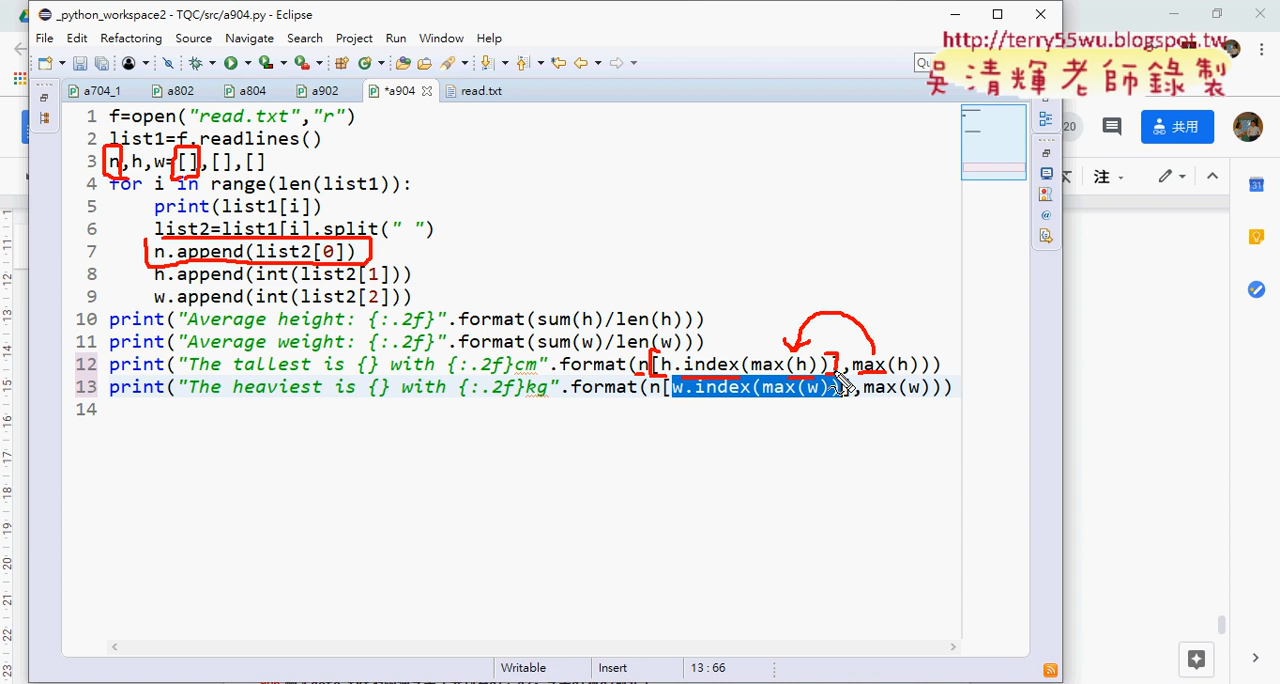 _python_workspace2 - TQC/src/a904.py - Eclipse
http://terry55wu.blogspot.tw
吳清輝老師錄製
File Edit Refactoring Source Navigate Search Project Run Window Help
a704_1 a802 a804 a902 *a904 read.txt
1 f=open("read.txt","r")
2 list1=f.readlines()
3 n,h,w=[],[],[]
4 for i in range(len(list1)):
5 print(list1[i])
6 list2=list1[i].split(" ")
7 n.append(list2[0])
8 h.append(int(list2[1]))
9 w.append(int(list2[2]))
10 print("Average height: {:.2f}".format(sum(h)/len(h)))
11 print("Average weight: {:.2f}".format(sum(w)/len(w)))
12 print("The tallest is {} with {:.2f}cm".format(n[h.index(max(h))],max(h)))
13 print("The heaviest is {} with {:.2f}kg".format(n[w.index(max(w))],max(w)))
14
Writable Insert 13 : 66
20
共用
注
31